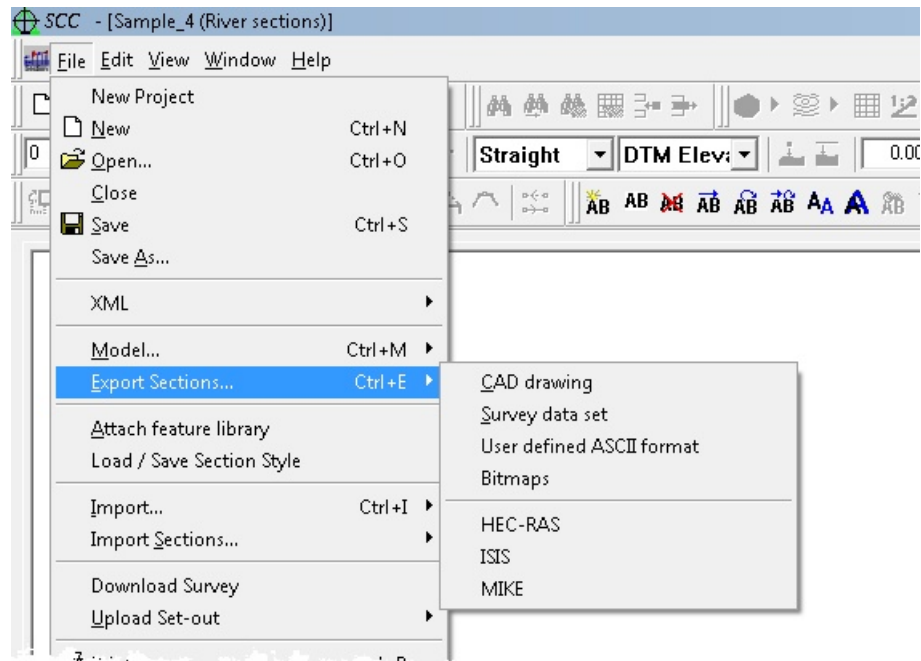 SCC - [Sample_4 (River sections)]
File Edit View Window Help
New Project
New Ctrl+N
0 Open... Ctrl+O Straight DTM Elev 0.00
Close
Save Ctrl+S
AB AB AB AB AB AB AA A AB
Save As...
XML
Model... Ctrl+M
Export Sections... Ctrl+E
CAD drawing
Survey data set
User defined ASCII format
Bitmaps
HEC-RAS
ISIS
MIKE
Attach feature library
Load / Save Section Style
Import... Ctrl+I
Import Sections...
Download Survey
Upload Set-out